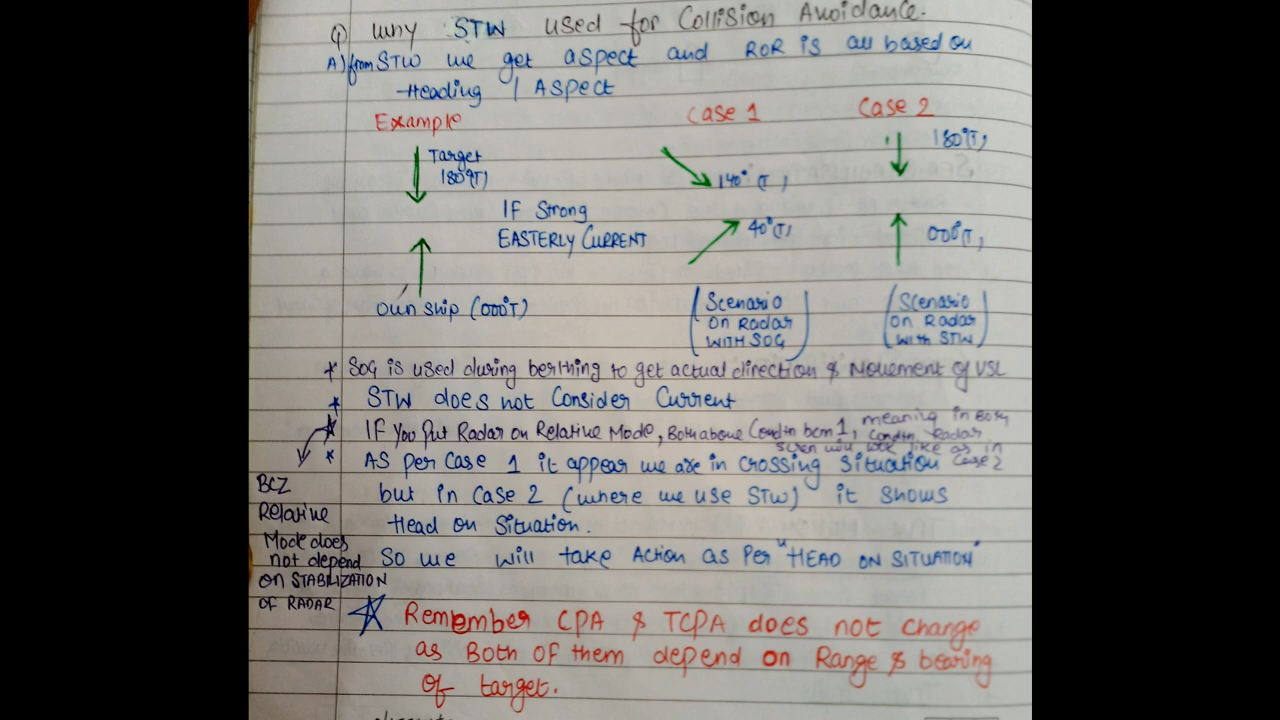 Q) Why STW used for Collision Avoidance.
A) from STW we get aspect and ROR is all based on
Heading / Aspect
Example
Case 1
Case 2
Target
180°(T)
140° (T),
180°(T),
IF Strong
EASTERLY CURRENT
40°(T),
000°(T),
Own ship (000°T)
(Scenario
On Radar
WITH SOG)
(Scenario
On Radar
With STW)
* SOG is used during berthing to get actual direction & Movement of VSL
* STW does not Consider Current
* IF You Put Radar on Relative Mode, Both above Condtn bcm 1, meaning in both
Condtn, Radar
screen will look like as in
Case 2
* AS Per Case 1 it appear we are in crossing situation
but in Case 2 (where we use STW) it shows
Head on Situation.
So we will take Action as Per "HEAD ON SITUATION"
BCZ
Relative
Mode does
not depend
on STABILIZATION
OF RADAR
Remember CPA & TCPA does not change
as Both of them depend on Range & bearing
of target.